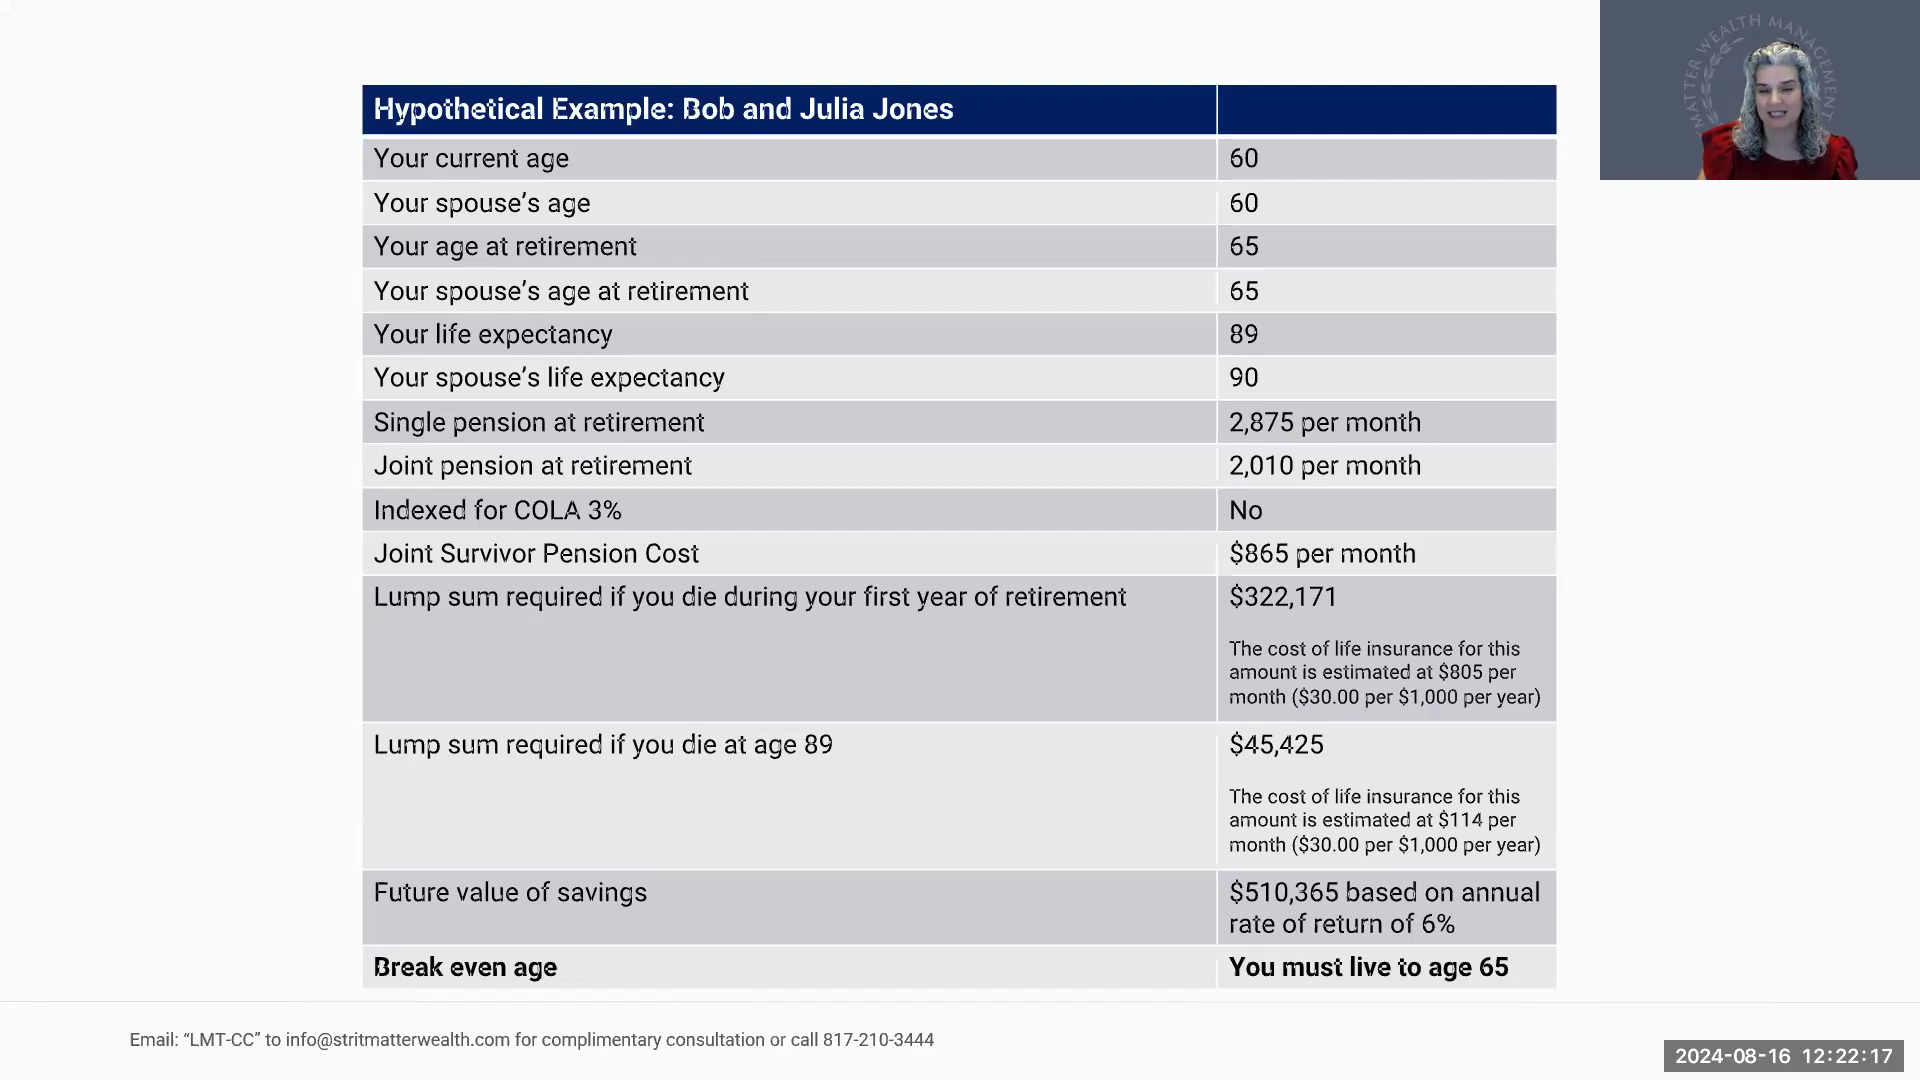 Hypothetical Example: Bob and Julia Jones
Your current age 60
Your spouse’s age 60
Your age at retirement 65
Your spouse’s age at retirement 65
Your life expectancy 89
Your spouse’s life expectancy 90
Single pension at retirement 2,875 per month
Joint pension at retirement 2,010 per month
Indexed for COLA 3% No
Joint Survivor Pension Cost $865 per month
Lump sum required if you die during your first year of retirement $322,171
The cost of life insurance for this
amount is estimated at $805 per
month ($30.00 per $1,000 per year)
Lump sum required if you die at age 89 $45,425
The cost of life insurance for this
amount is estimated at $114 per
month ($30.00 per $1,000 per year)
Future value of savings $510,365 based on annual
rate of return of 6%
Break even age You must live to age 65
Email: “LMT-CC” to info@stritmatterwealth.com for complimentary consultation or call 817-210-3444
MATTER WEALTH MANAGEMENT
2024-08-16 12:22:17